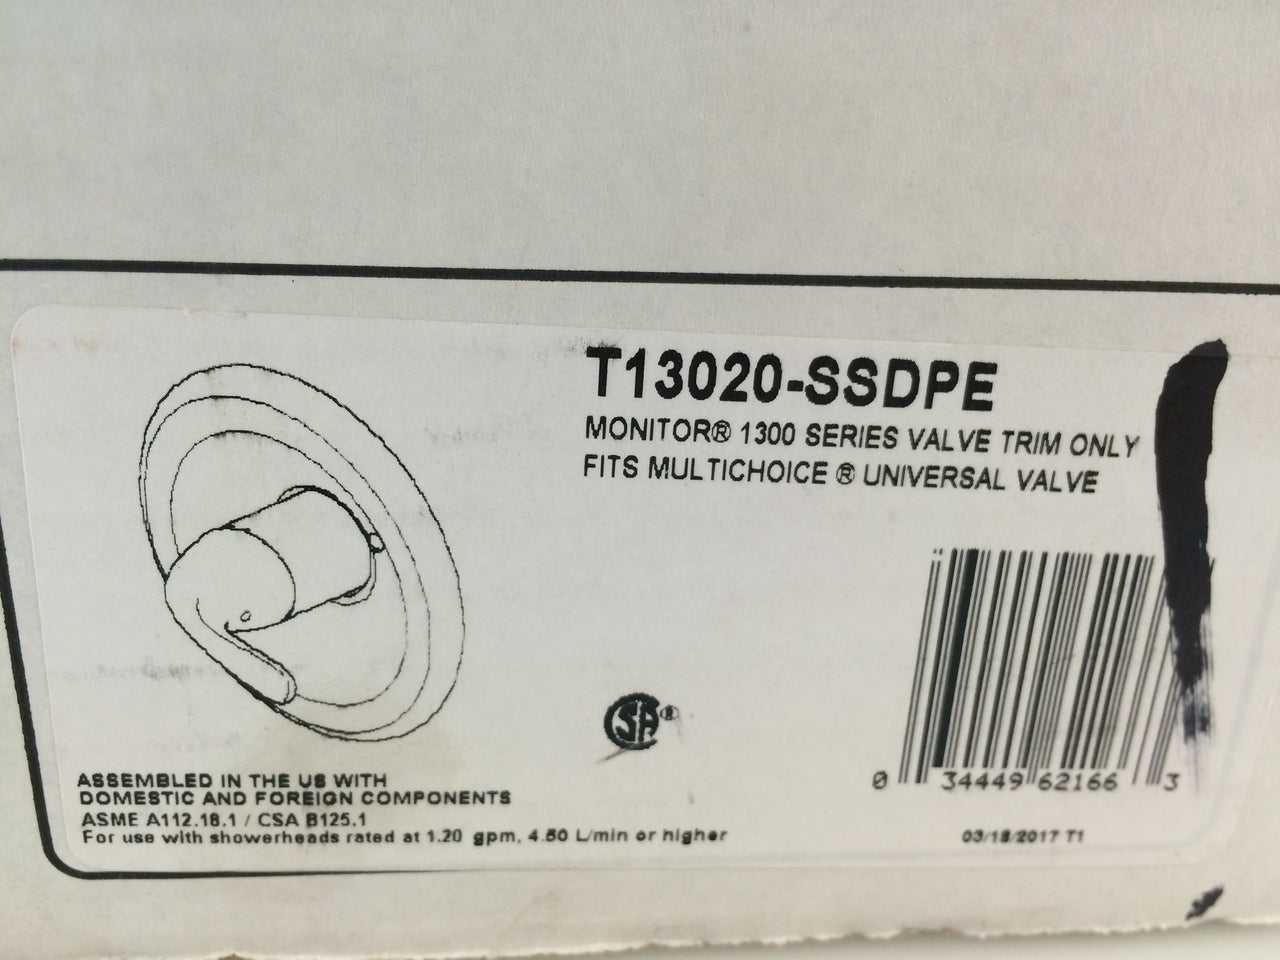 T13020-SSDPE
MONITOR® 1300 SERIES VALVE TRIM ONLY
FITS MULTICHOICE ® UNIVERSAL VALVE
CSA®
0 34449 62166 3
ASSEMBLED IN THE US WITH
DOMESTIC AND FOREIGN COMPONENTS
ASME A112.18.1 / CSA B125.1
For use with showerheads rated at 1.20 gpm, 4.50 L/min or higher
03/18/2017 T1